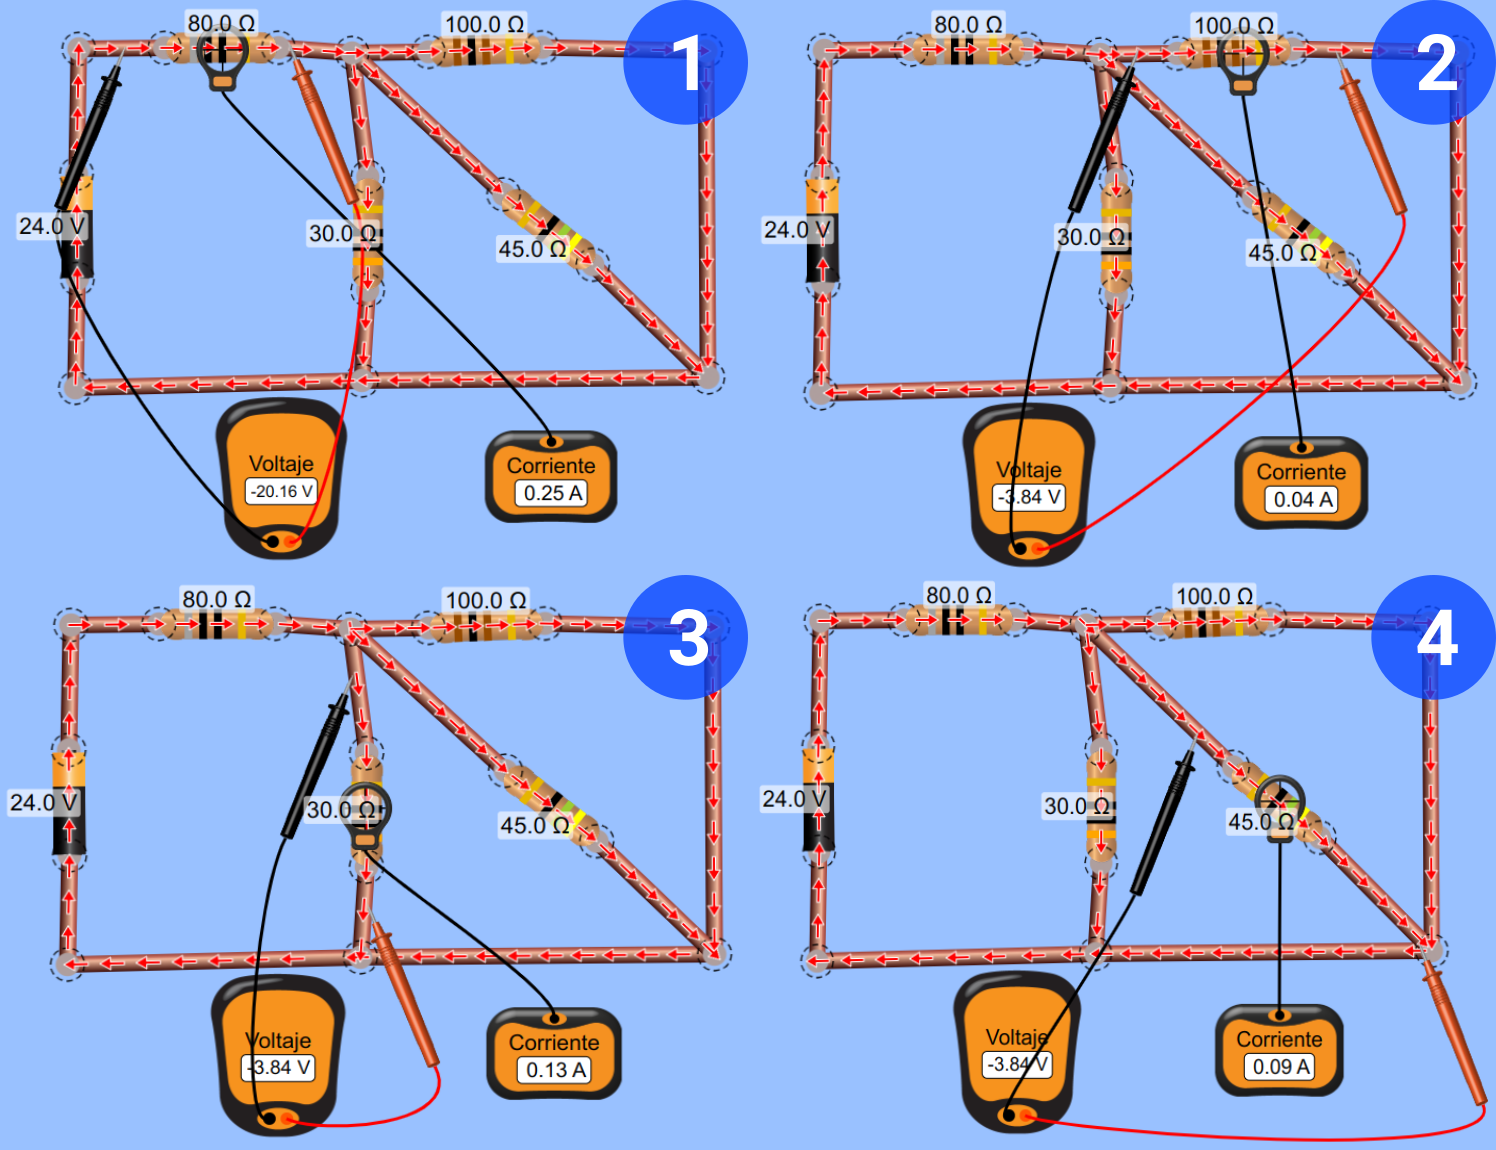 80.0 Ω
100.0 Ω
1
24.0 V
30.0 Ω
45.0 Ω
Voltaje
-20.16 V
Corriente
0.25 A
80.0 Ω
100.0 Ω
2
24.0 V
30.0 Ω
45.0 Ω
Voltaje
-3.84 V
Corriente
0.04 A
80.0 Ω
100.0 Ω
3
24.0 V
30.0 Ω
45.0 Ω
Voltaje
-3.84 V
Corriente
0.13 A
80.0 Ω
100.0 Ω
4
24.0 V
30.0 Ω
45.0 Ω
Voltaje
-3.84 V
Corriente
0.09 A